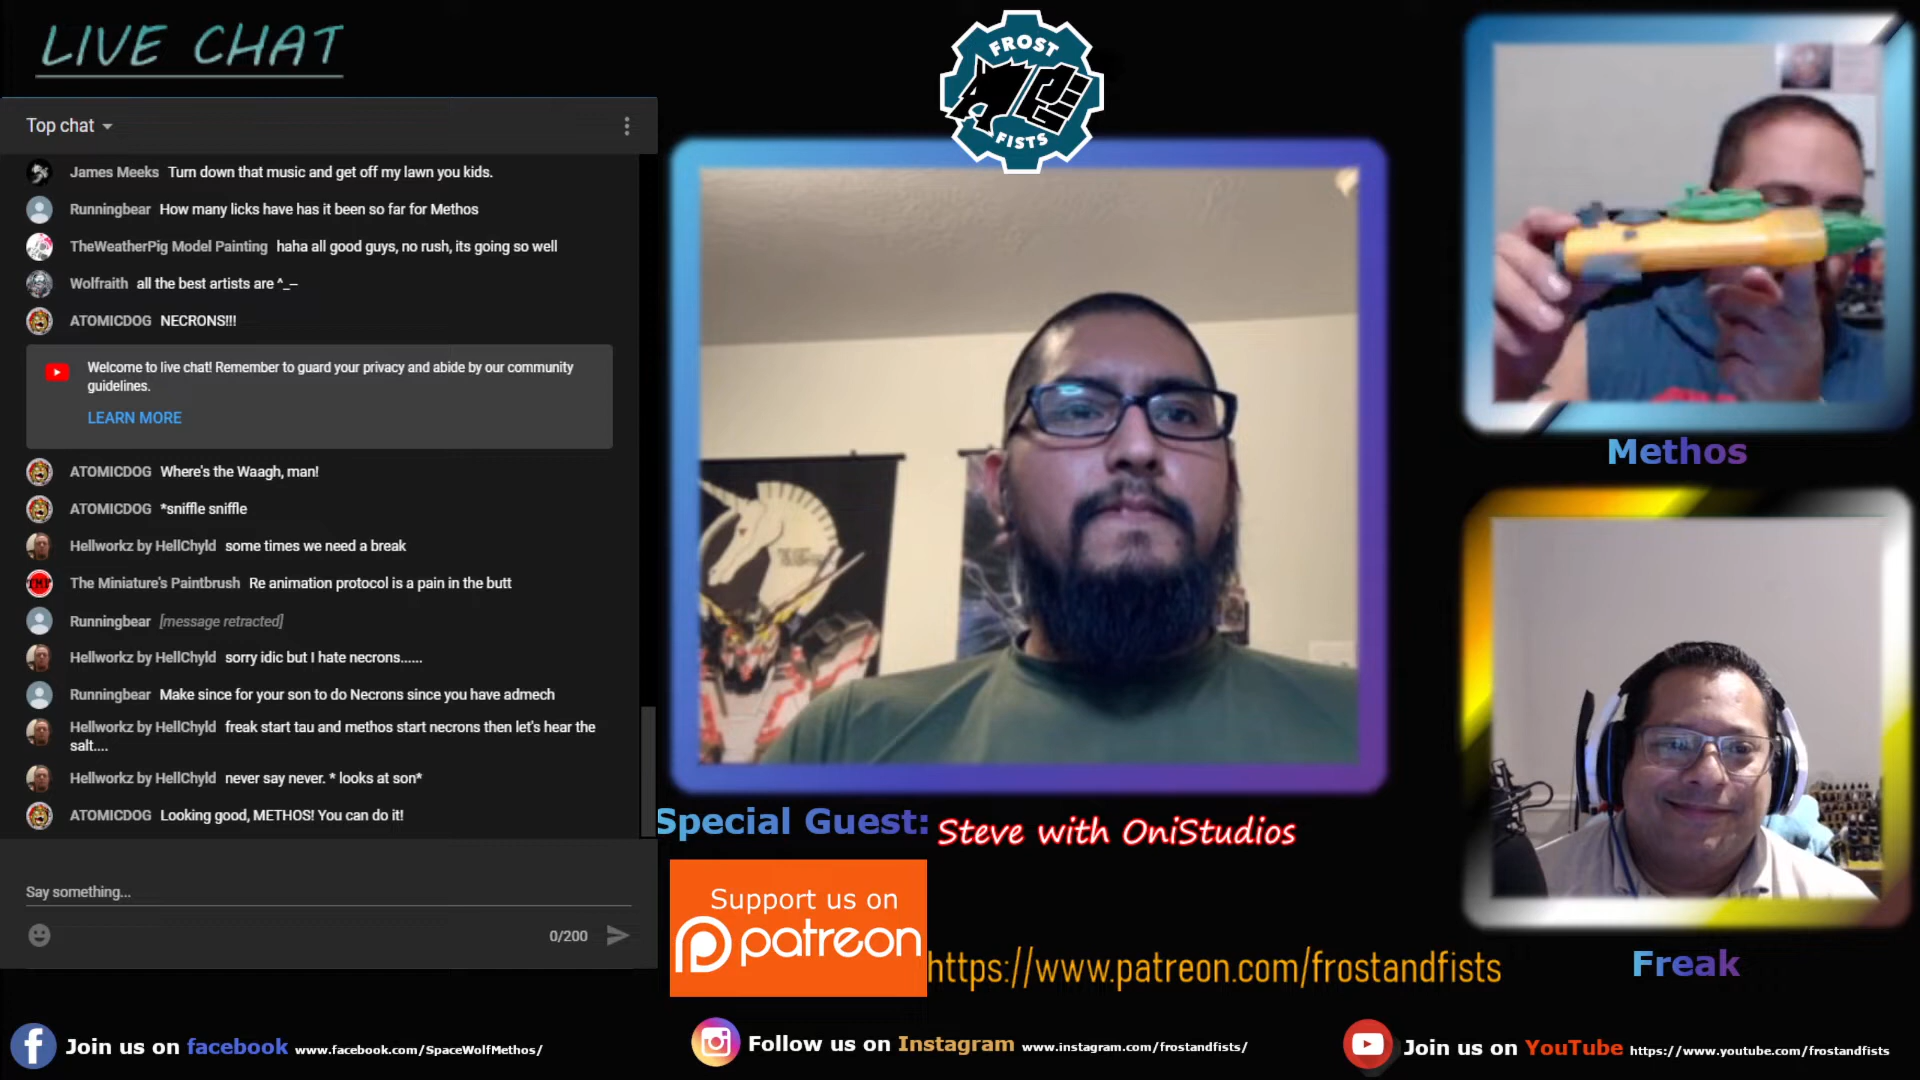 LIVE CHAT
Top chat
James Meeks Turn down that music and get off my lawn you kids.
Runningbear How many licks have has it been so far for Methos
TheWeatherPig Model Painting haha all good guys, no rush, its going so well
Wolfraith all the best artists are ^_–
ATOMICDOG NECRONS!!!
Welcome to live chat! Remember to guard your privacy and abide by our community
guidelines.
LEARN MORE
ATOMICDOG Where's the Waagh, man!
ATOMICDOG *sniffle sniffle
Hellworkz by HellChyld some times we need a break
The Miniature's Paintbrush Re animation protocol is a pain in the butt
Runningbear [message retracted]
Hellworkz by HellChyld sorry idic but I hate necrons......
Runningbear Make since for your son to do Necrons since you have admech
Hellworkz by HellChyld freak start tau and methos start necrons then let's hear the
salt....
Hellworkz by HellChyld never say never. * looks at son*
ATOMICDOG Looking good, METHOS! You can do it!
Say something...
0/200
FROST
FISTS
Methos
Special Guest: Steve with OniStudios
Support us on
patreon
https://www.patreon.com/frostandfists
Freak
Join us on facebook www.facebook.com/SpaceWolfMethos/
Follow us on Instagram www.instagram.com/frostandfists/
Join us on YouTube https://www.youtube.com/frostandfists